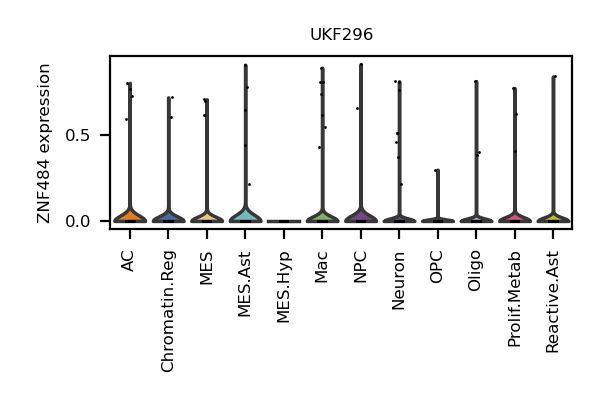 UKF296
ZNF484 expression
0.5
0.0
AC
Chromatin.Reg
MES
MES.Ast
MES.Hyp
Mac
NPC
Neuron
OPC
Oligo
Prolif.Metab
Reactive.Ast